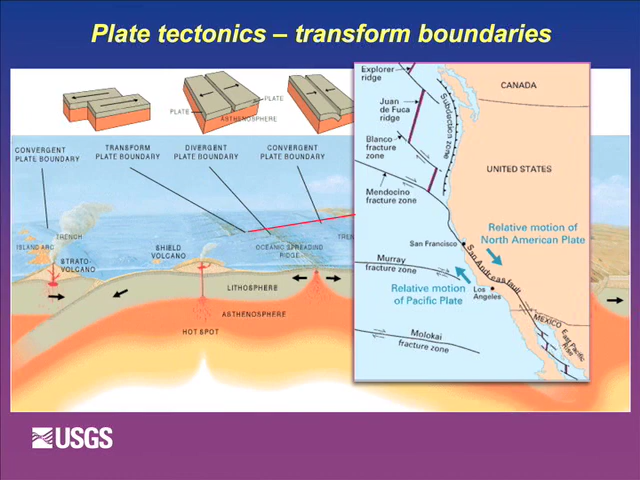 Plate tectonics – transform boundaries
PLATE
PLATE
ASTHENOSPHERE
CONVERGENT
PLATE BOUNDARY
TRANSFORM
PLATE BOUNDARY
DIVERGENT
PLATE BOUNDARY
CONVERGENT
PLATE BOUNDARY
TRENCH
ISLAND ARC
STRATO-
VOLCANO
SHIELD
VOLCANO
OCEANIC SPREADING
RIDGE
TREN
LITHOSPHERE
ASTHENOSPHERE
HOT SPOT
Explorer
ridge
CANADA
Juan
de Fuca
ridge
Subduction zone
Blanco
fracture
zone
UNITED STATES
Mendocino
fracture zone
Relative motion of
North American Plate
San Francisco
San Andreas fault
Murray
fracture zone
Relative motion
of Pacific Plate
Los
Angeles
MEXICO
East Pacific
Rise
Molokai
fracture zone
USGS